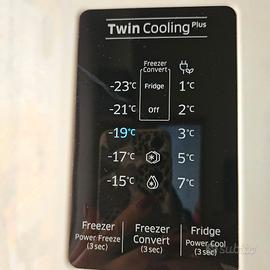 Twin Cooling Plus
Freezer
Convert
-23°C Fridge 1°C
-21°C Off 2°C
-19°C 3°C
-17°C 5°C
-15°C 7°C
Freezer Freezer Fridge
Power Freeze Convert Power Cool
(3 sec) (3 sec) (3 sec)
subito